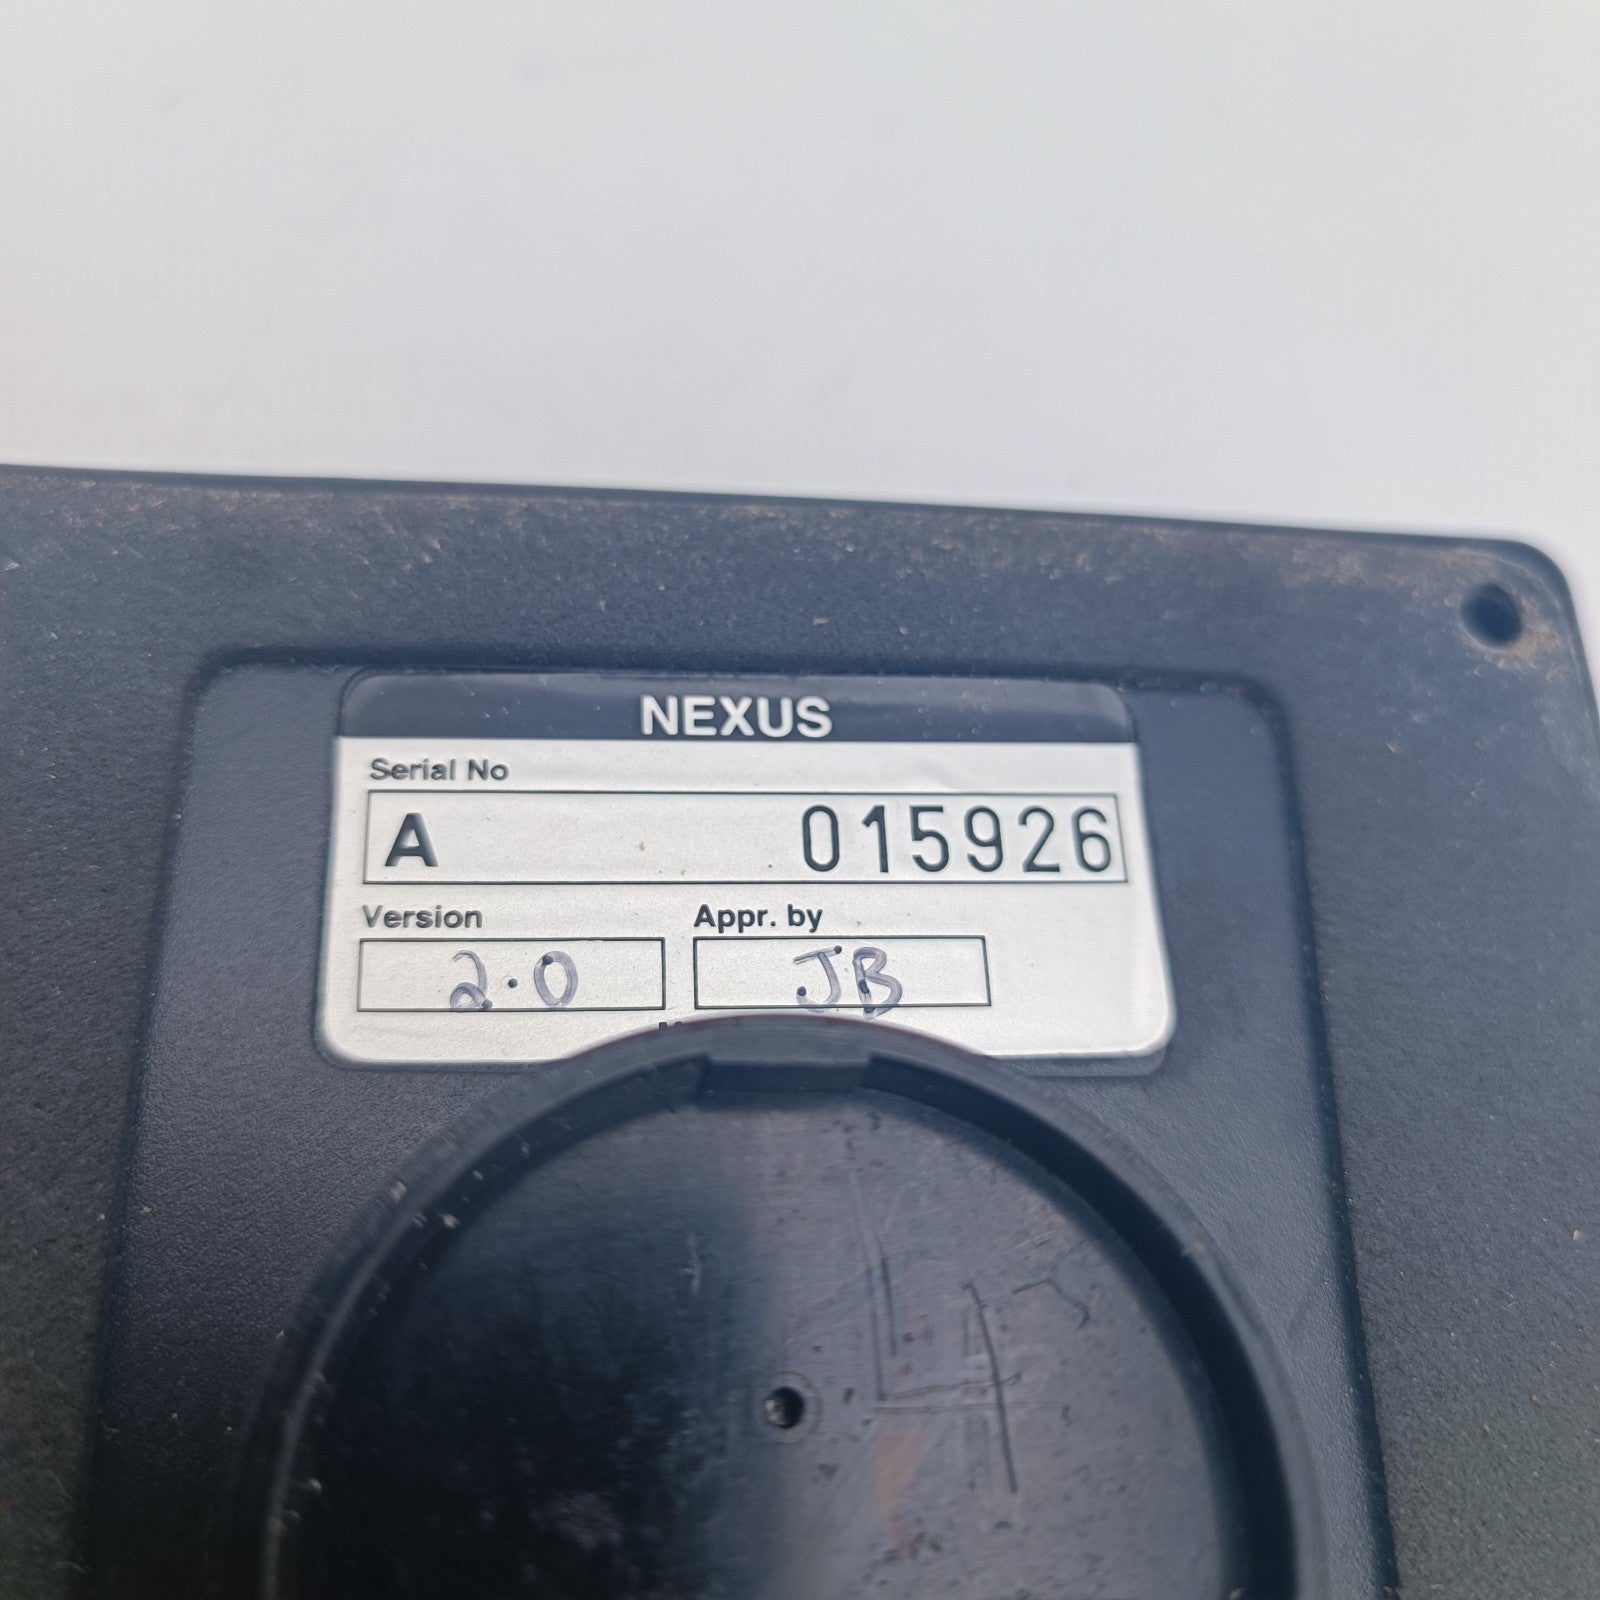 NEXUS
Serial No
A 015926
Version Appr. by
2.0 JB